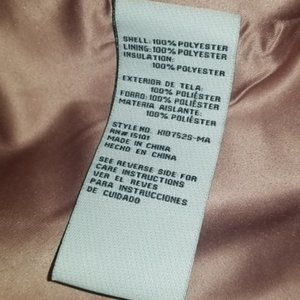 SHELL: 100% POLYESTER
LINING: 100% POLYESTER
INSULATION:
100% POLYESTER
EXTERIOR DE TELA:
100% POLIÉSTER
FORRO: 100% POLIÉSTER
MATERIA AISLANTE:
100% POLIÉSTER
STYLE NO.: K107529-MA
RN# 15101
MADE IN CHINA
HECHO EN CHINA
SEE REVERSE SIDE FOR
CARE INSTRUCTIONS
VER EL REVES
PARA INSTRUCCIONES
DE CUIDADO